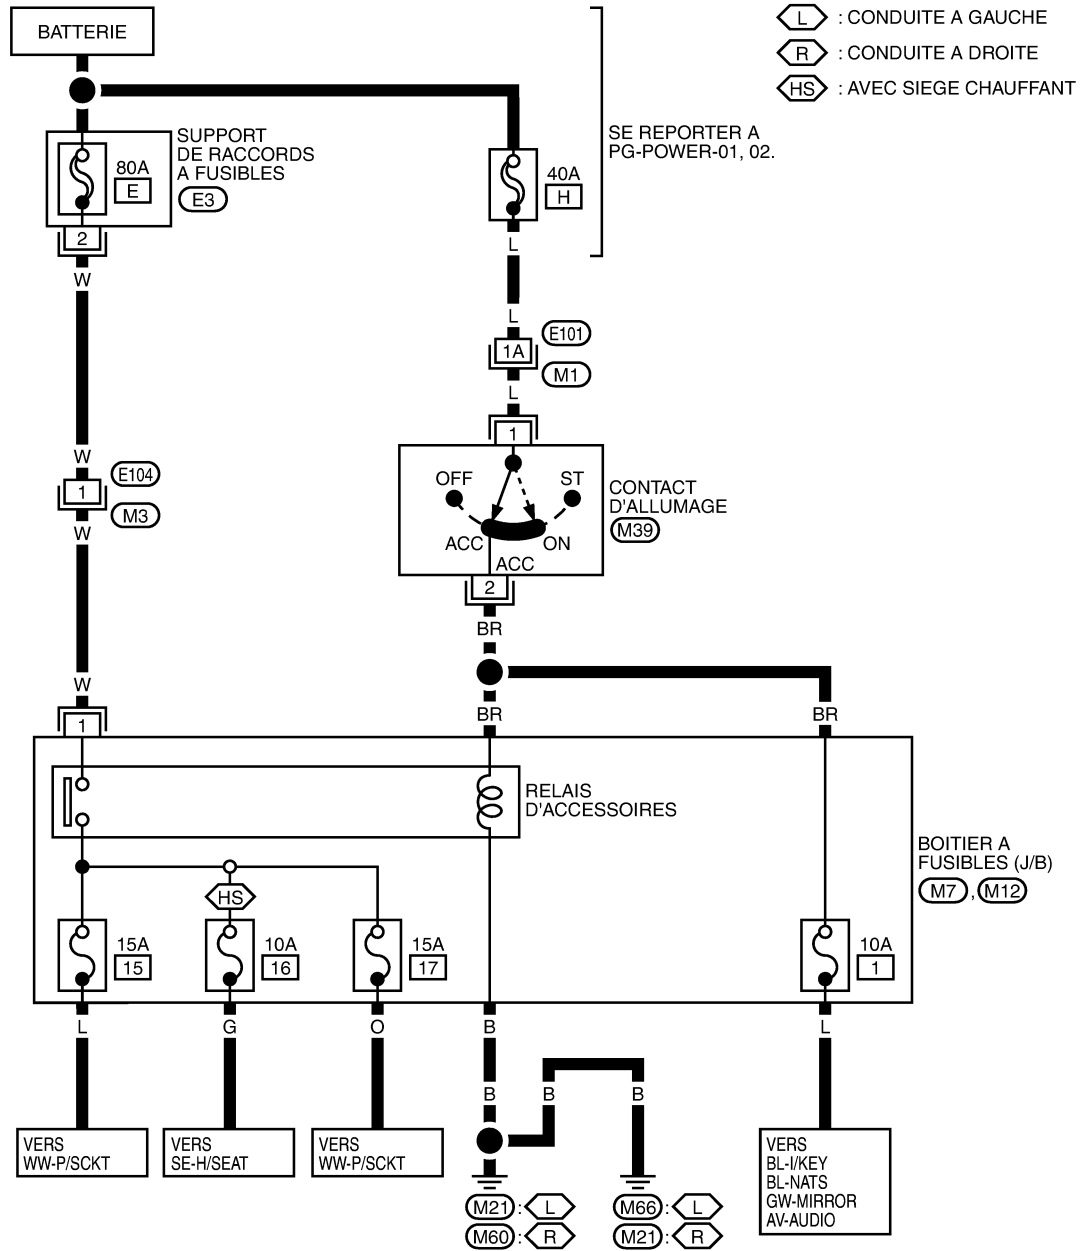 BATTERIE
L : CONDUITE A GAUCHE
R : CONDUITE A DROITE
HS : AVEC SIEGE CHAUFFANT
SUPPORT
DE RACCORDS
A FUSIBLES
E3
80A
E
2
40A
H
SE REPORTER A
PG-POWER-01, 02.
W
L
L
E101
1A
M1
L
W
E104
1
M3
W
W
1
1
OFF
ST
ACC
ON
ACC
CONTACT
D'ALLUMAGE
M39
2
BR
BR
BR
RELAIS
D'ACCESSOIRES
BOITIER A
FUSIBLES (J/B)
M7 , M12
HS
15A
15
10A
16
15A
17
10A
1
L
G
O
B
L
B
B
B
VERS
WW-P/SCKT
VERS
SE-H/SEAT
VERS
WW-P/SCKT
VERS
BL-I/KEY
BL-NATS
GW-MIRROR
AV-AUDIO
M21 : L
M60 : R
M66 : L
M21 : R